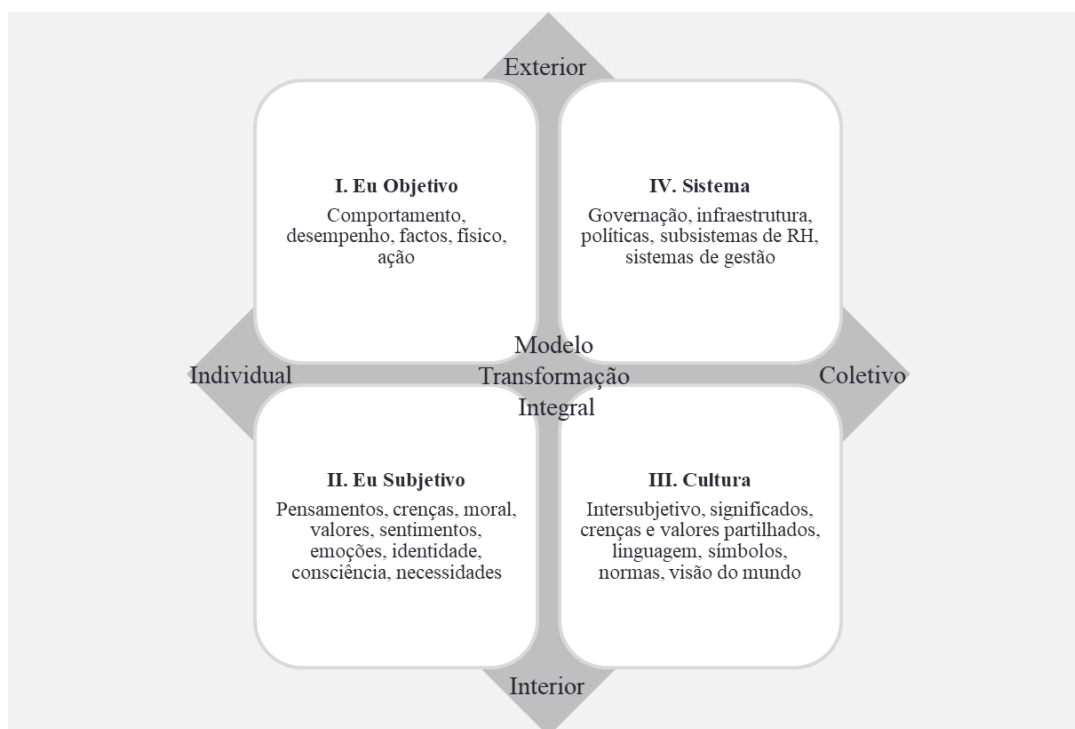 Exterior
I. Eu Objetivo
Comportamento,
desempenho, factos, físico,
ação
IV. Sistema
Governação, infraestrutura,
políticas, subsistemas de RH,
sistemas de gestão
Individual
Modelo
Transformação
Integral
Coletivo
II. Eu Subjetivo
Pensamentos, crenças, moral,
valores, sentimentos,
emoções, identidade,
consciência, necessidades
III. Cultura
Intersubjetivo, significados,
crenças e valores partilhados,
linguagem, símbolos,
normas, visão do mundo
Interior